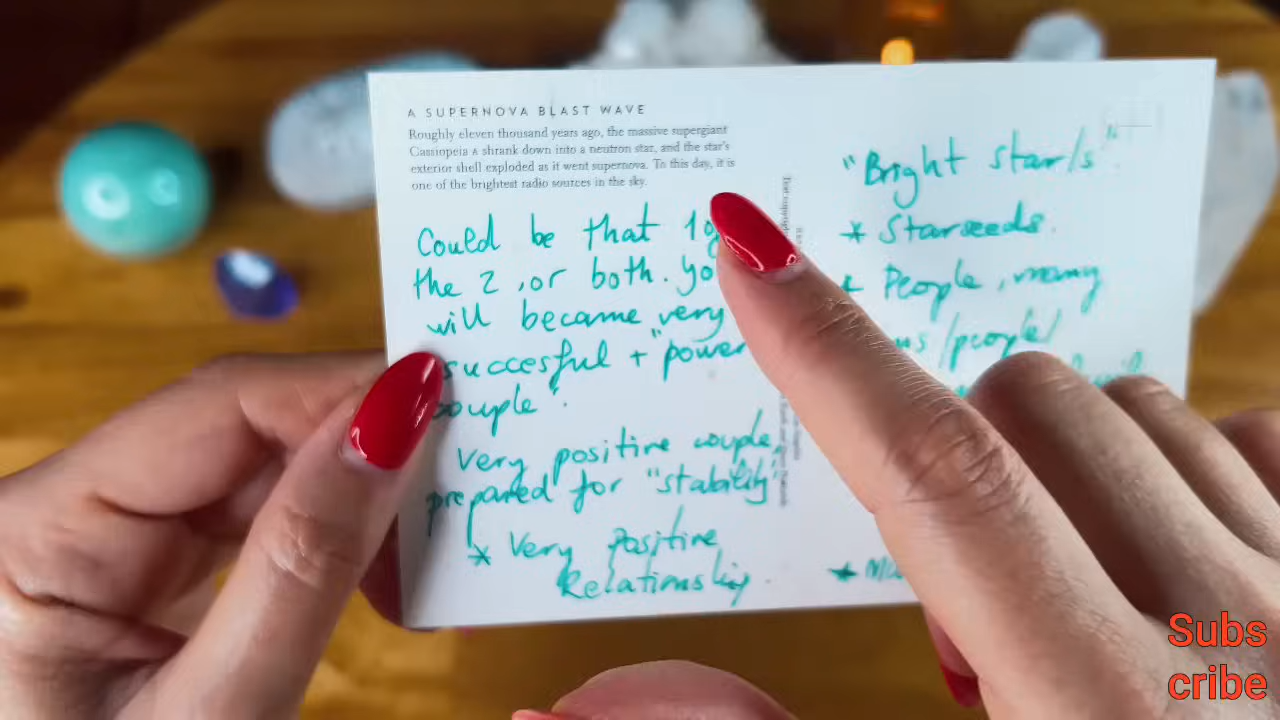 A SUPERNOVA BLAST WAVE
Roughly eleven thousand years ago, the massive supergiant
Cassiopeia a shrank down into a neutron star, and the star's
exterior shell exploded as it went supernova. To this day, it is
one of the brightest radio sources in the sky.
Could be that 1
the 2, or both.
will became very
succesful + "power
couple".
Very positive couple,
prepared for "stability"
* Very Positive
Relationship.
"Bright star/s"
* Starseeds.
People, many
/people/
Subs
cribe